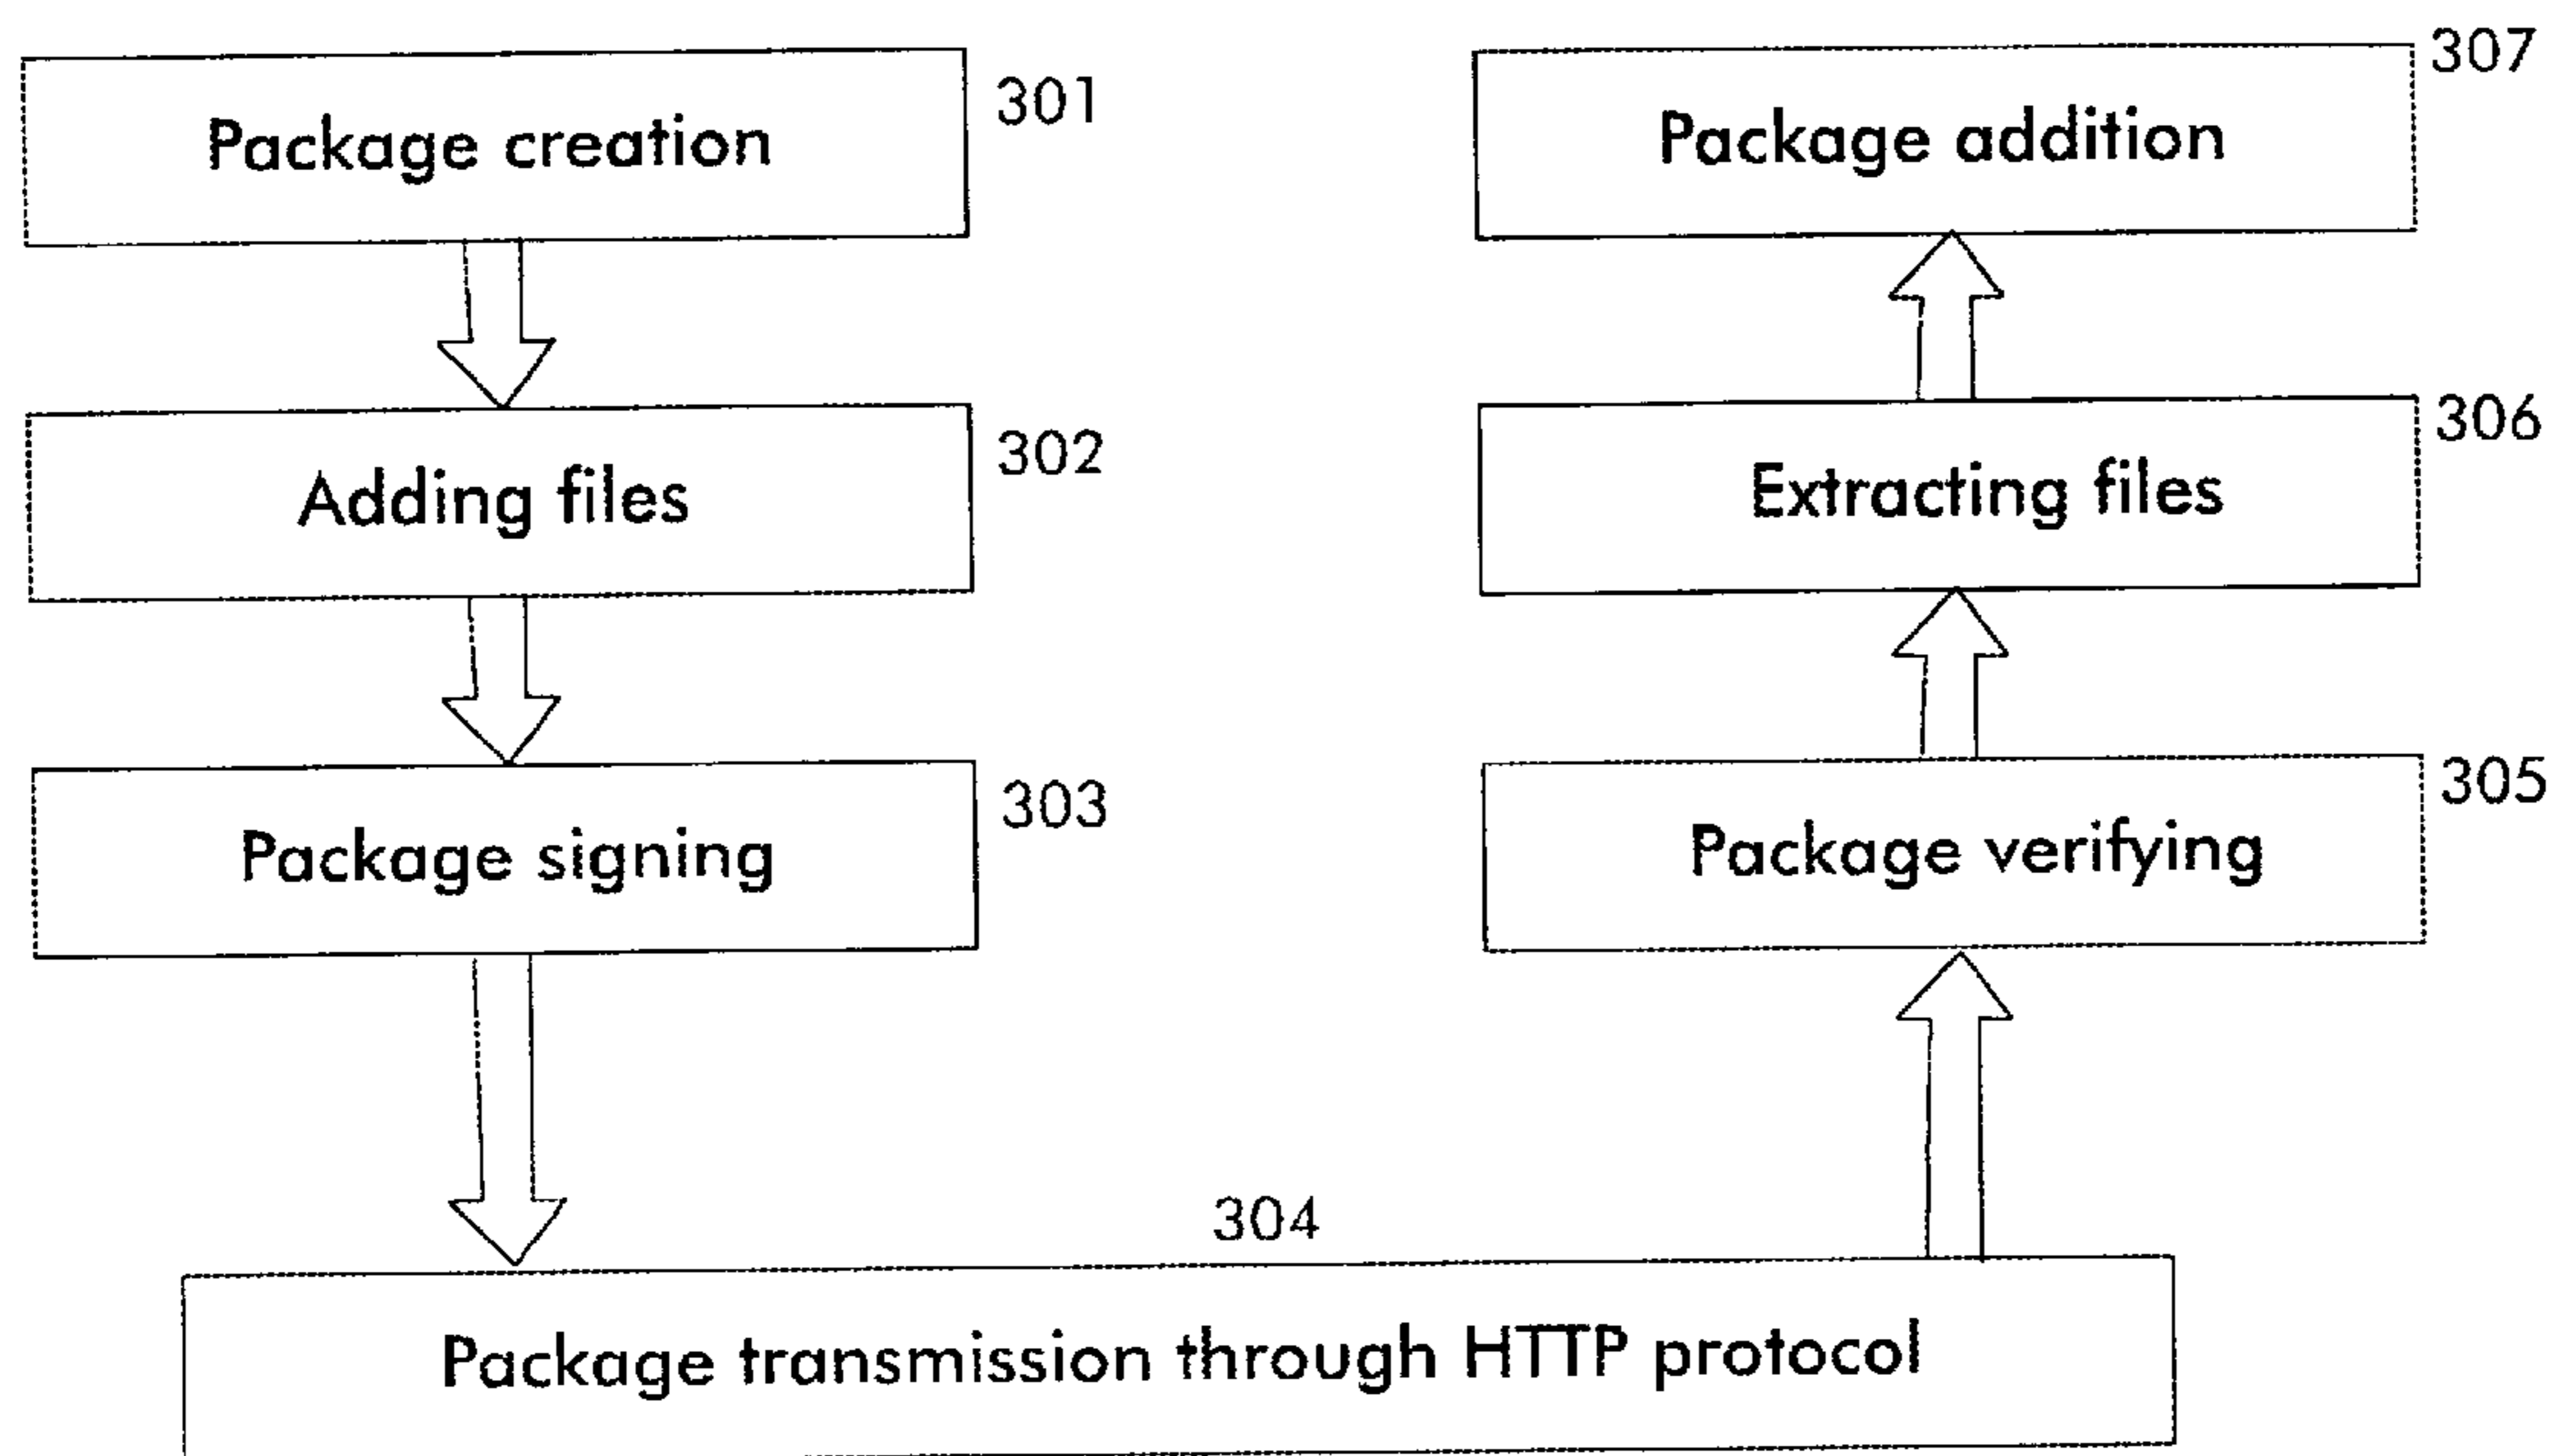 Package creation
301
Adding files
302
Package signing
303
304
Package transmission through HTTP protocol
305
Package verifying
306
Extracting files
307
Package addition